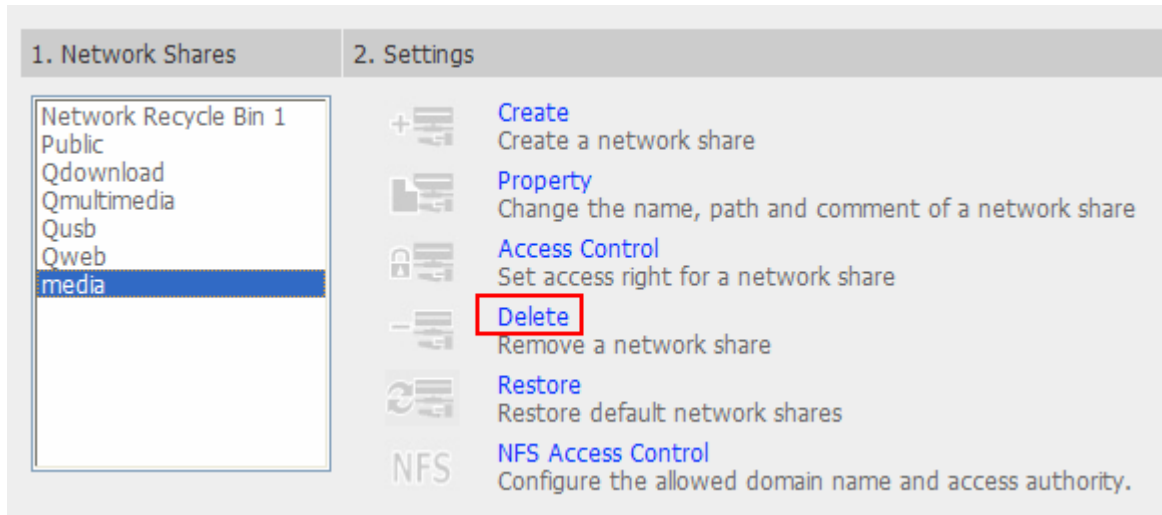 1. Network Shares
2. Settings
Network Recycle Bin 1
Public
Qdownload
Qmultimedia
Qusb
Qweb
media
Create
Create a network share
Property
Change the name, path and comment of a network share
Access Control
Set access right for a network share
Delete
Remove a network share
Restore
Restore default network shares
NFS
NFS Access Control
Configure the allowed domain name and access authority.